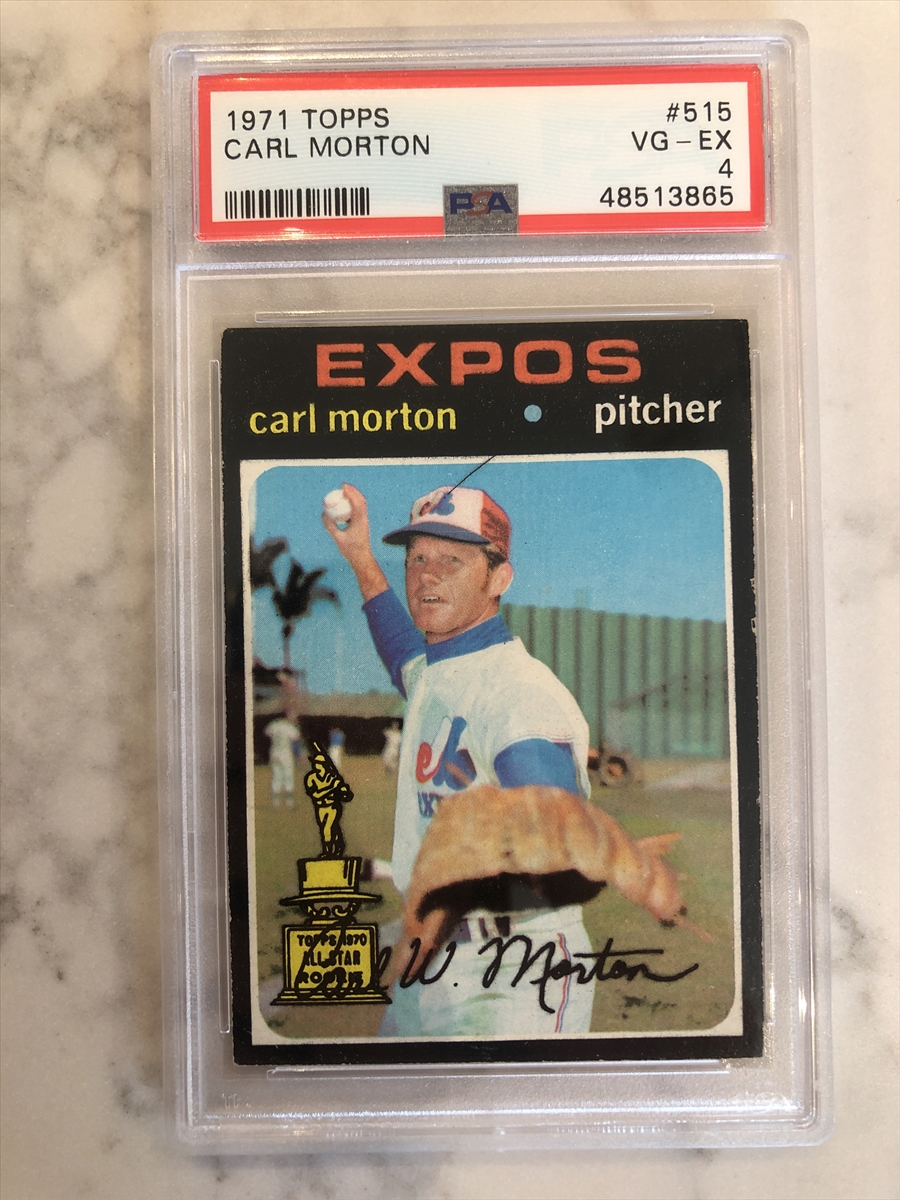 1971 TOPPS #515
CARL MORTON VG-EX
4
48513865
PSA
EXPOS
carl morton • pitcher
TOPPS 1970
ALL-STAR
ROOKIE
W. Morton